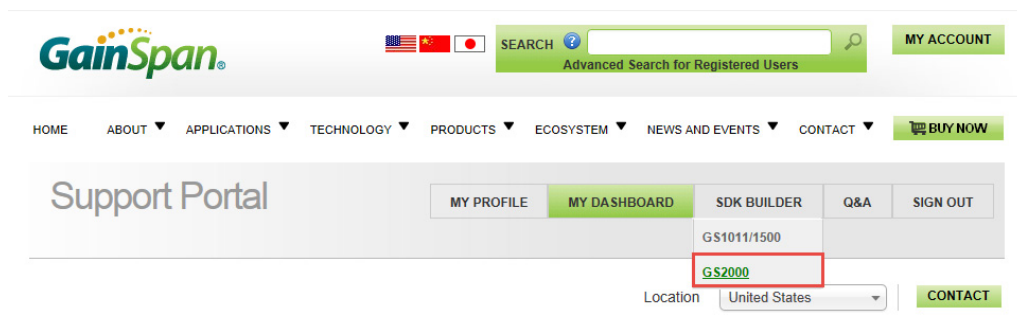 GainSpan®
SEARCH ?
Advanced Search for Registered Users
MY ACCOUNT
HOME ABOUT APPLICATIONS TECHNOLOGY PRODUCTS ECOSYSTEM NEWS AND EVENTS CONTACT BUY NOW
Support Portal
MY PROFILE MY DASHBOARD SDK BUILDER Q&A SIGN OUT
GS1011/1500
GS2000
Location United States CONTACT